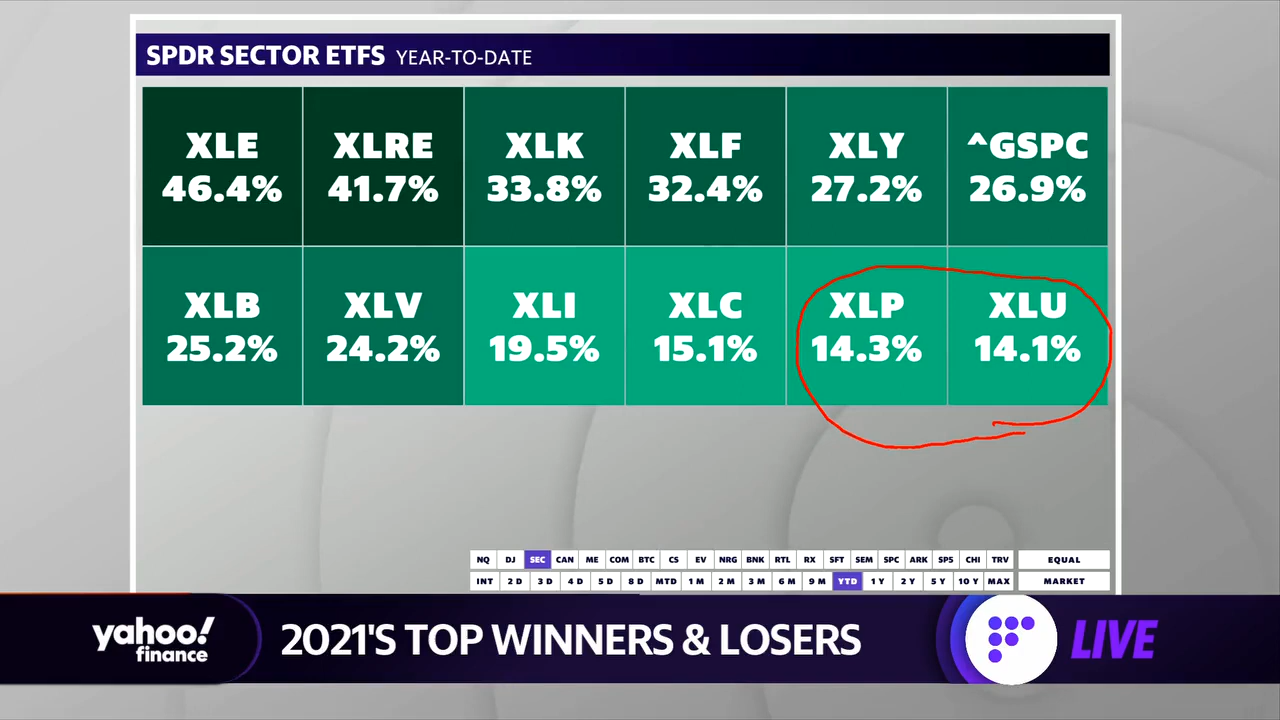 SPDR SECTOR ETFS YEAR-TO-DATE
XLE XLRE XLK XLF XLY ^GSPC
46.4% 41.7% 33.8% 32.4% 27.2% 26.9%
XLB XLV XLI XLC XLP XLU
25.2% 24.2% 19.5% 15.1% 14.3% 14.1%
NQ DJ SEC CAN ME COM BTC CS EV NRG BNK RTL RX SFT SEM SPC ARK SPS CHI TRV EQUAL
INT 2 D 3 D 4 D 5 D 8 D MTD 1 M 2 M 3 M 6 M 9 M YTD 1 Y 2 Y 5 Y 10 Y MAX MARKET
yahoo!
finance
2021'S TOP WINNERS & LOSERS
LIVE